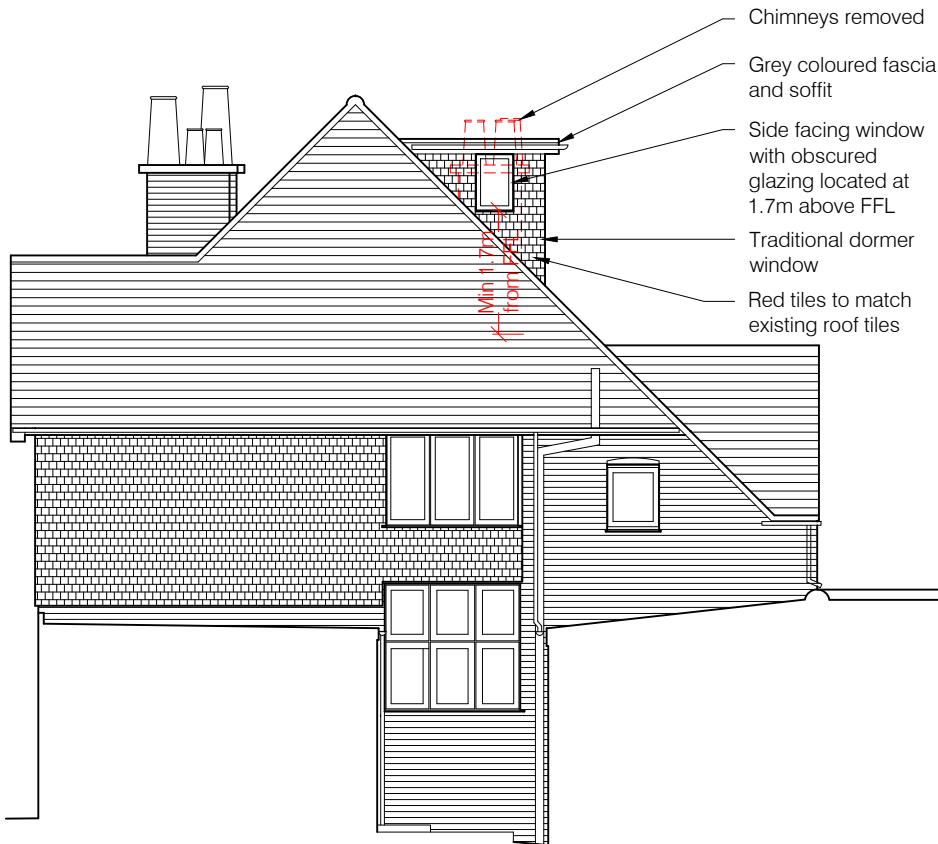 Chimneys removed
Grey coloured fascia
and soffit
Side facing window
with obscured
glazing located at
1.7m above FFL
Traditional dormer
window
Red tiles to match
existing roof tiles
Min 1.7m
from FFL